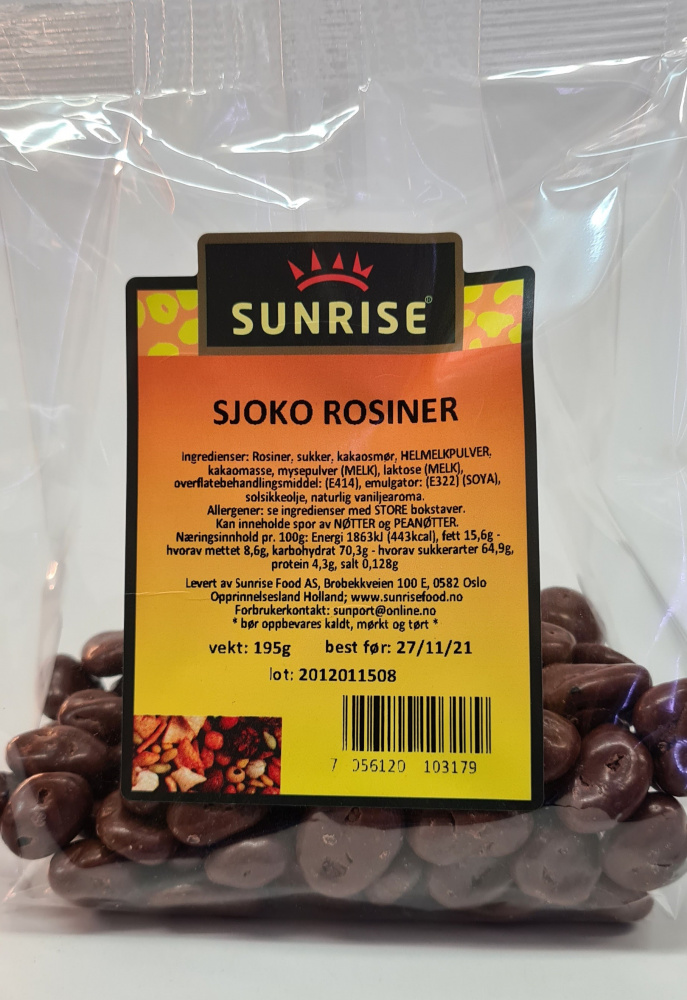 SUNRISE®
SJOKO ROSINER
Ingredienser: Rosiner, sukker, kakaosmør, HELMELKPULVER,
kakaomasse, mysepulver (MELK), laktose (MELK),
overflatebehandlingsmiddel: (E414), emulgator: (E322) (SOYA),
solsikkeolje, naturlig vaniljearoma.
Allergener: se ingredienser med STORE bokstaver.
Kan inneholde spor av NØTTER og PEANØTTER.
Næringsinnhold pr. 100g: Energi 1863kJ (443kcal), fett 15,6g -
hvorav mettet 8,6g, karbohydrat 70,3g - hvorav sukkerarter 64,9g,
protein 4,3g, salt 0,128g
Levert av Sunrise Food AS, Brobekkveien 100 E, 0582 Oslo
Opprinnelsesland Holland; www.sunrisefood.no
Forbrukerkontakt: sunport@online.no
* bør oppbevares kaldt, mørkt og tørt *
vekt: 195g best før: 27/11/21
lot: 2012011508
7 056120 103179